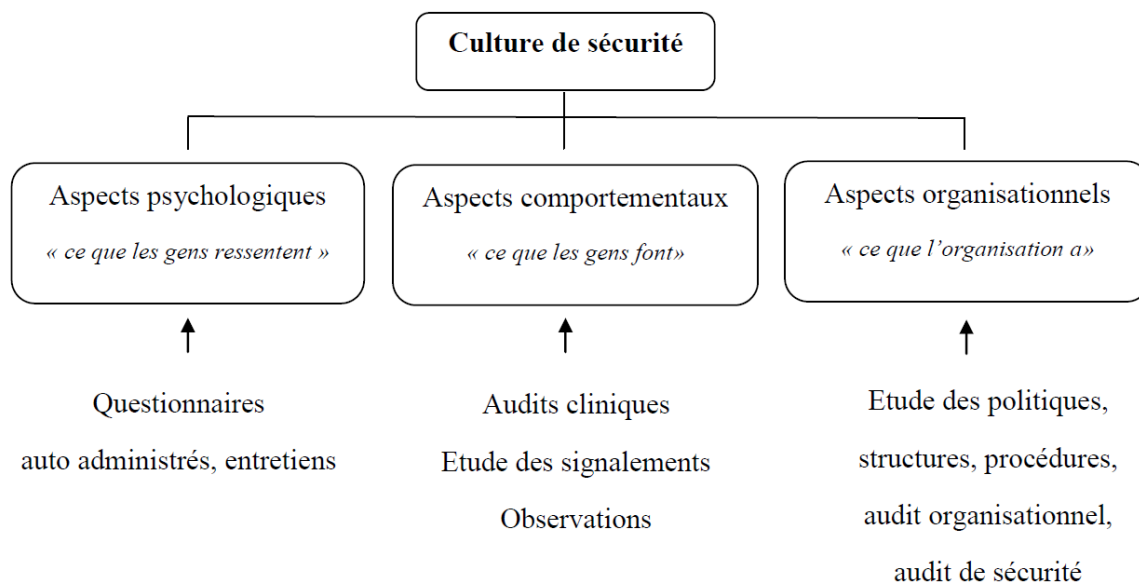 Culture de sécurité
Aspects psychologiques
« ce que les gens ressentent »
Aspects comportementaux
« ce que les gens font»
Aspects organisationnels
« ce que l’organisation a»
Questionnaires
auto administrés, entretiens
Audits cliniques
Etude des signalements
Observations
Etude des politiques,
structures, procédures,
audit organisationnel,
audit de sécurité